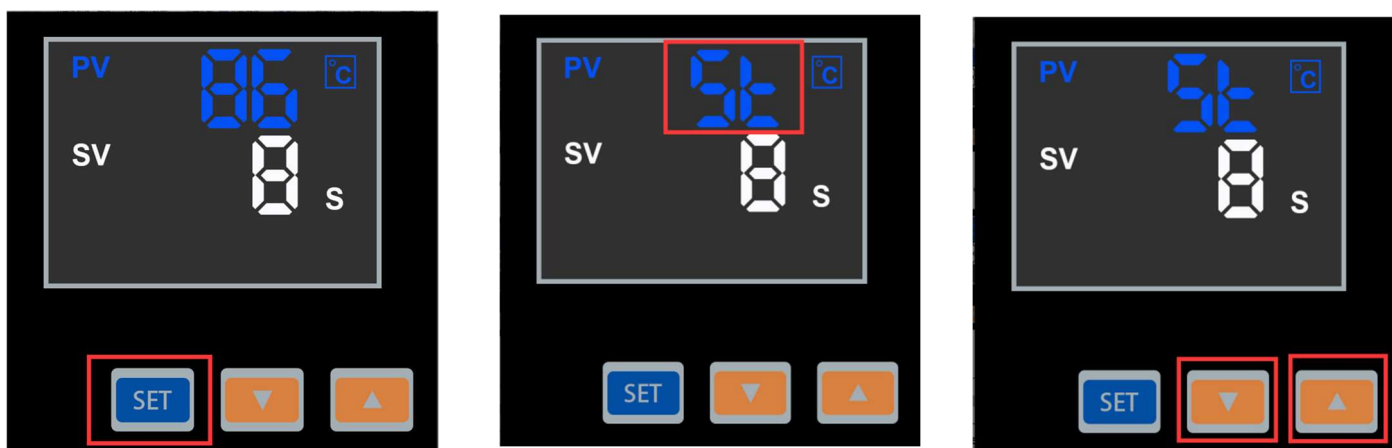 PV 86 °C
SV 8 S
SET ▼ ▲
PV St °C
SV 8 S
SET ▼ ▲
PV St °C
SV 8 S
SET ▼ ▲